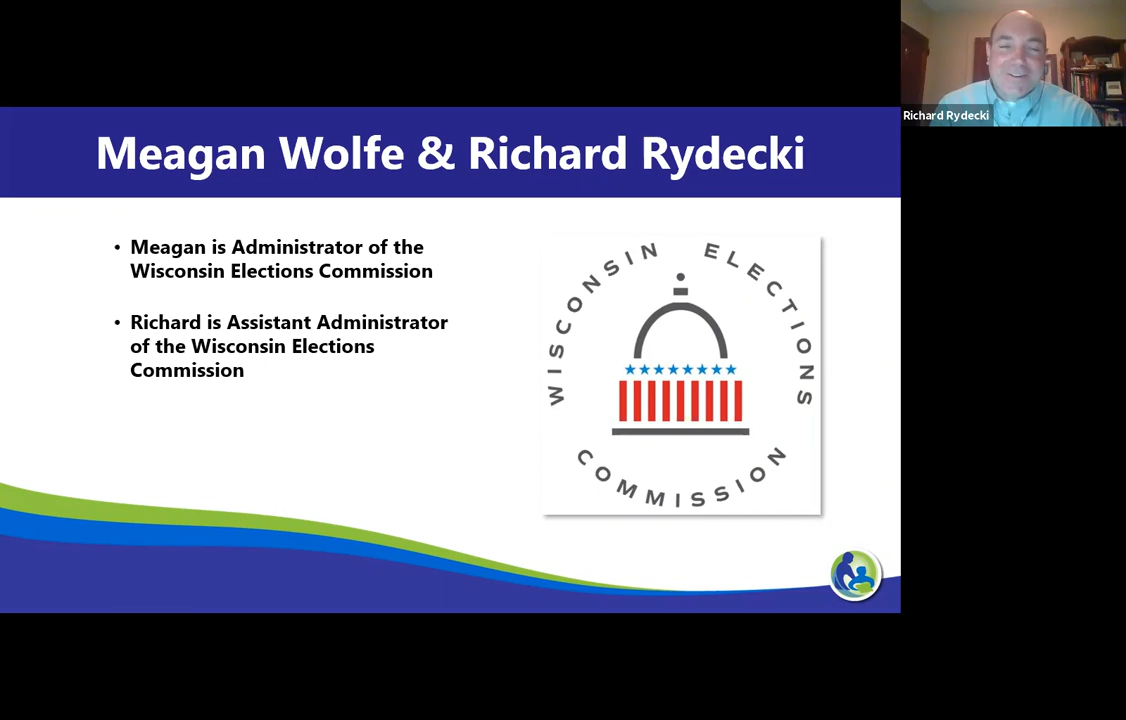 Richard Rydecki
Meagan Wolfe & Richard Rydecki
• Meagan is Administrator of the
Wisconsin Elections Commission
• Richard is Assistant Administrator
of the Wisconsin Elections
Commission
WISCONSIN ELECTIONS
COMMISSION